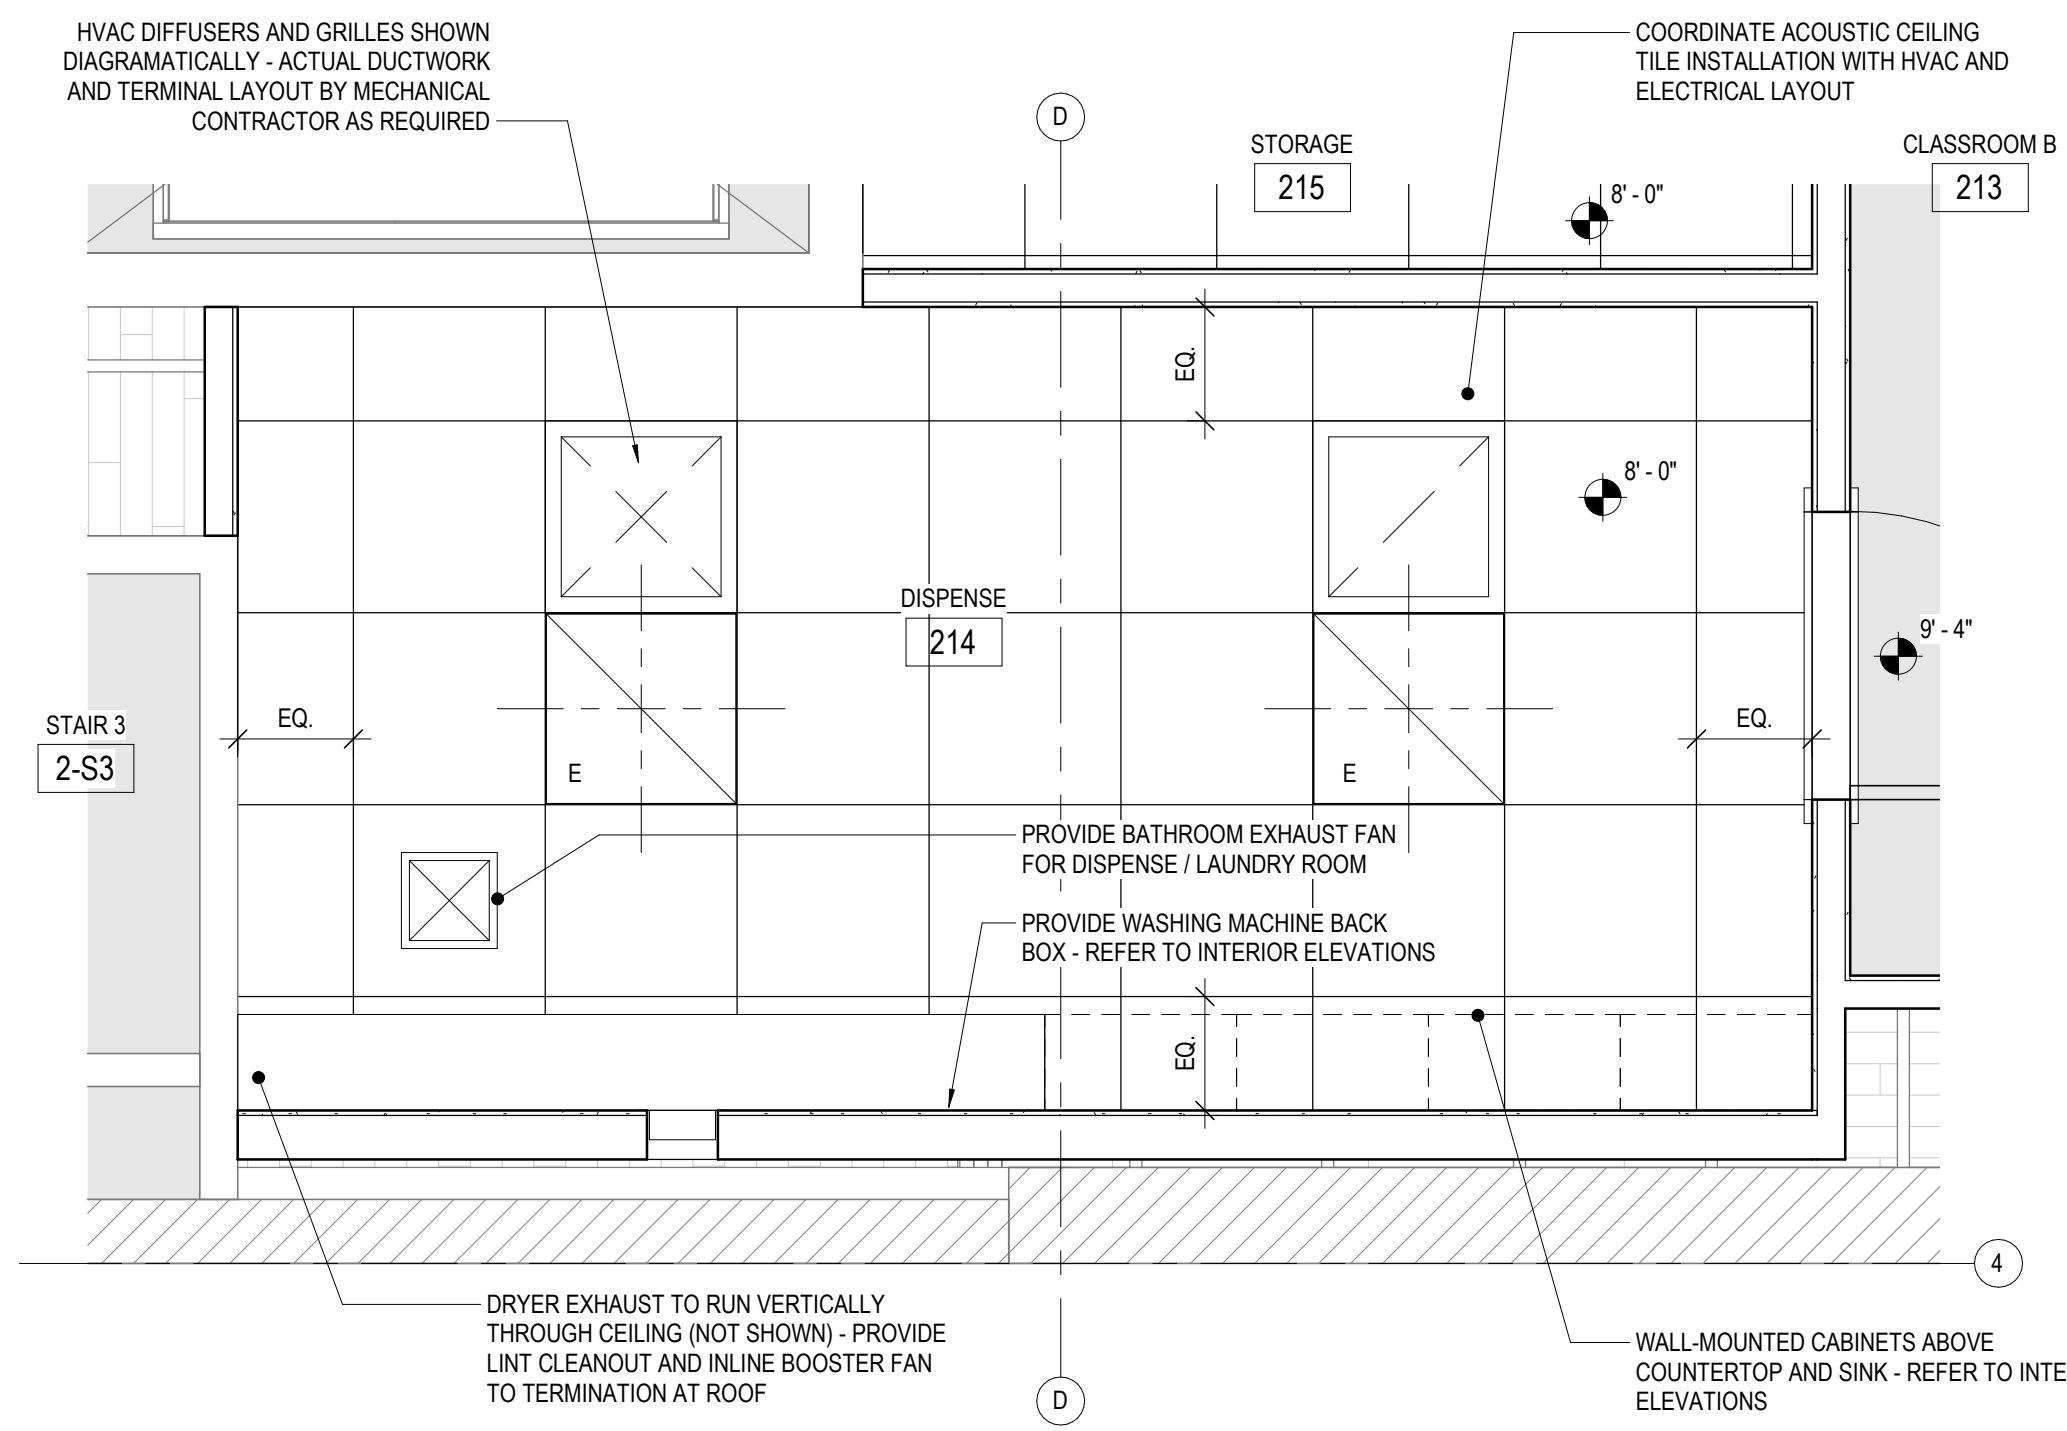 HVAC DIFFUSERS AND GRILLES SHOWN
DIAGRAMATICALLY - ACTUAL DUCTWORK
AND TERMINAL LAYOUT BY MECHANICAL
CONTRACTOR AS REQUIRED
COORDINATE ACOUSTIC CEILING
TILE INSTALLATION WITH HVAC AND
ELECTRICAL LAYOUT
D
STORAGE
215
CLASSROOM B
213
8' - 0"
EQ.
8' - 0"
DISPENSE
214
9' - 4"
STAIR 3
2-S3
EQ.
EQ.
E
E
PROVIDE BATHROOM EXHAUST FAN
FOR DISPENSE / LAUNDRY ROOM
PROVIDE WASHING MACHINE BACK
BOX - REFER TO INTERIOR ELEVATIONS
EQ.
4
DRYER EXHAUST TO RUN VERTICALLY
THROUGH CEILING (NOT SHOWN) - PROVIDE
LINT CLEANOUT AND INLINE BOOSTER FAN
TO TERMINATION AT ROOF
D
WALL-MOUNTED CABINETS ABOVE
COUNTERTOP AND SINK - REFER TO INTE
ELEVATIONS